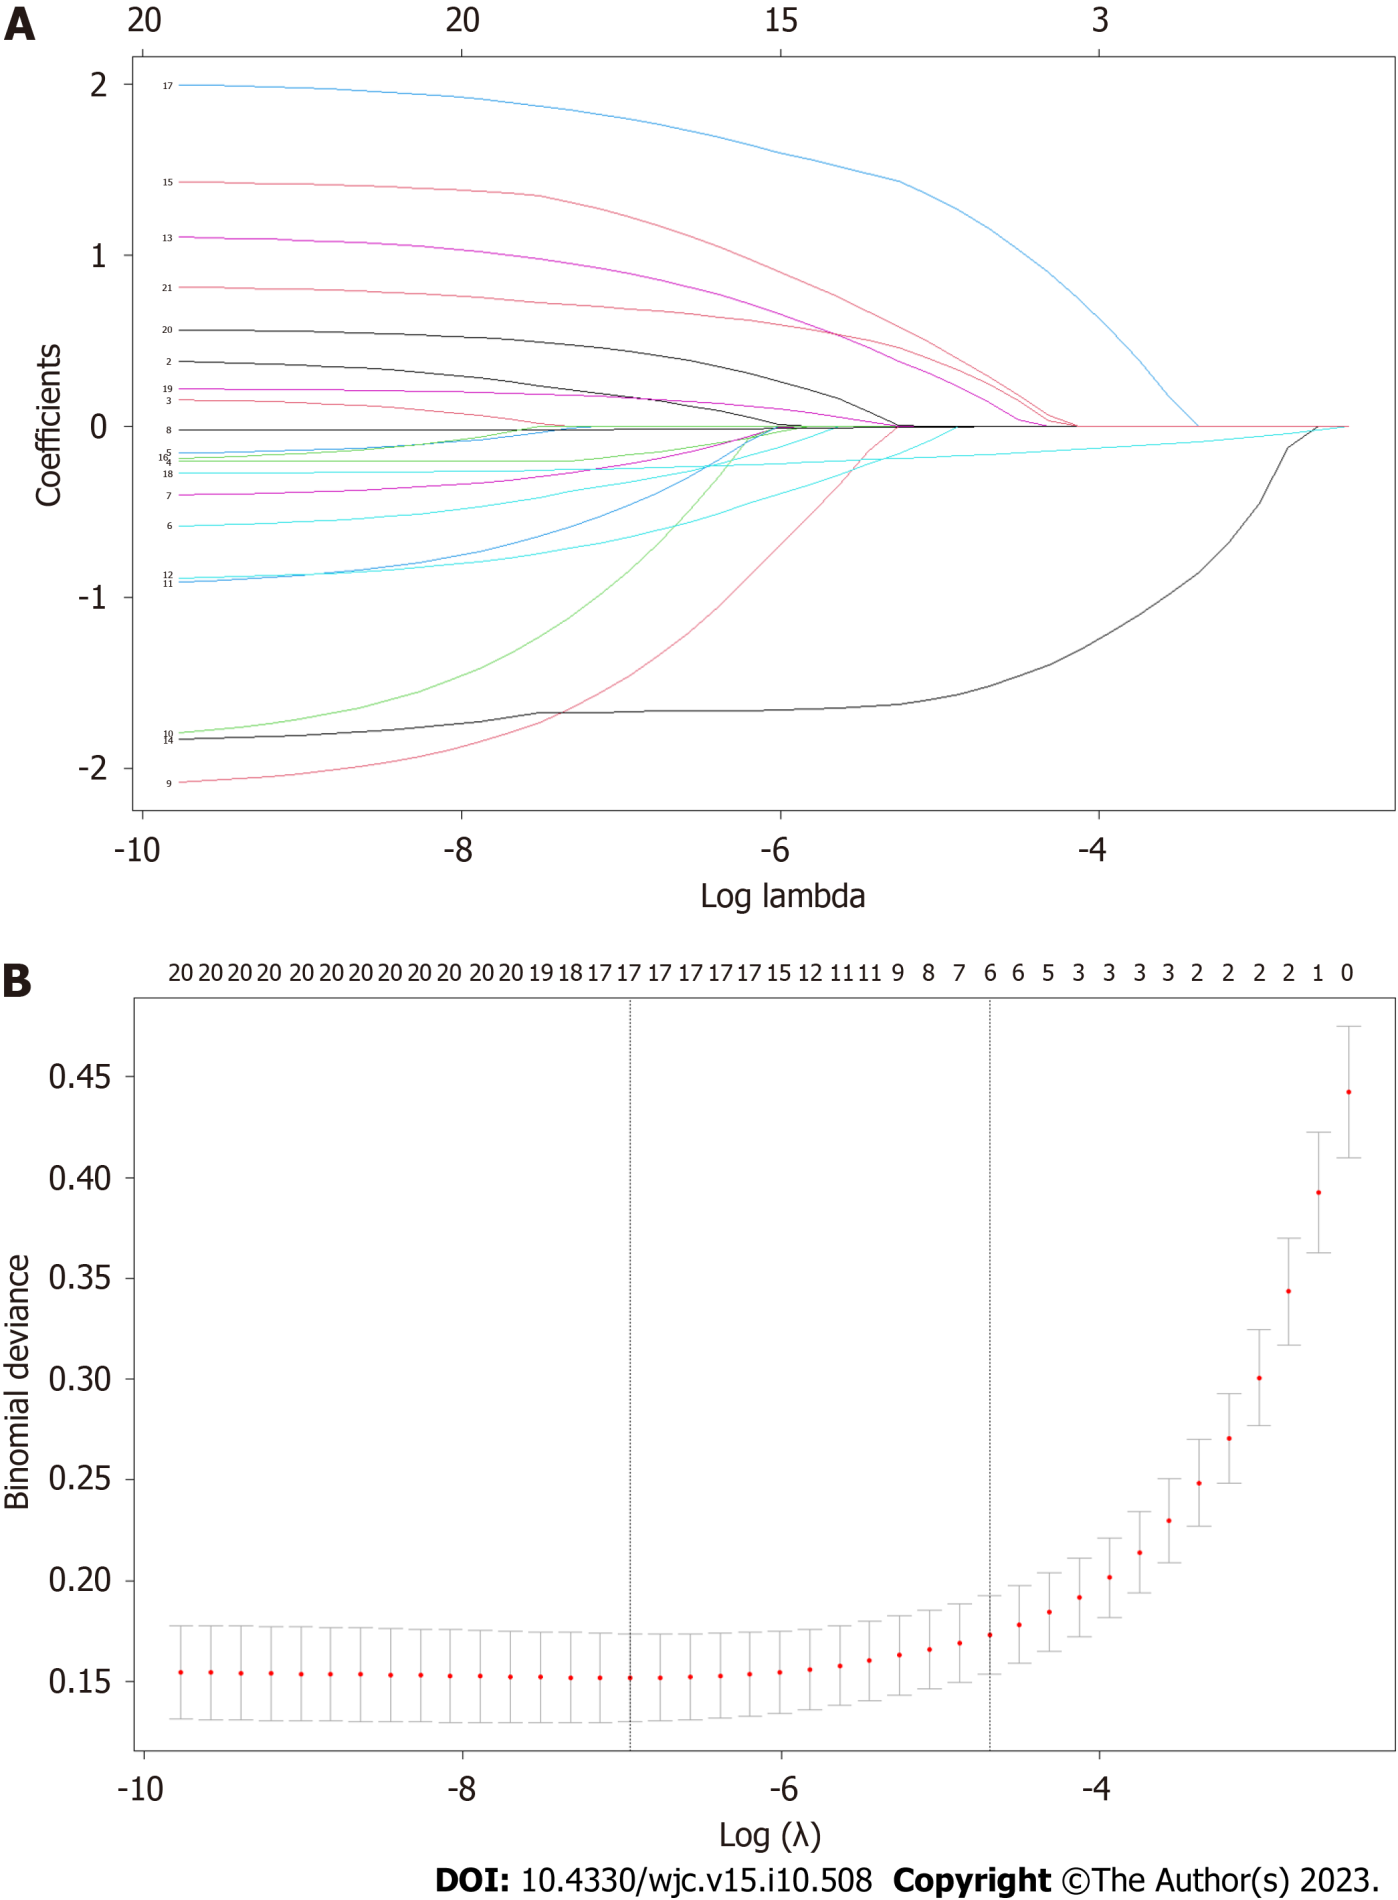 A
20 20 15 3
2
1
0
-1
-2
Coefficients
17
15
13
21
20
2
19
3
8
5
16
4
18
7
6
12
11
10
14
9
-10 -8 -6 -4
Log lambda
B
20 20 20 20 20 20 20 20 20 20 20 20 19 18 17 17 17 17 17 17 15 12 11 11 9 8 7 6 6 5 3 3 3 3 2 2 2 2 1 0
0.45
0.40
0.35
0.30
0.25
0.20
0.15
Binomial deviance
-10 -8 -6 -4
Log (λ)
DOI: 10.4330/wjc.v15.i10.508 Copyright ©The Author(s) 2023.